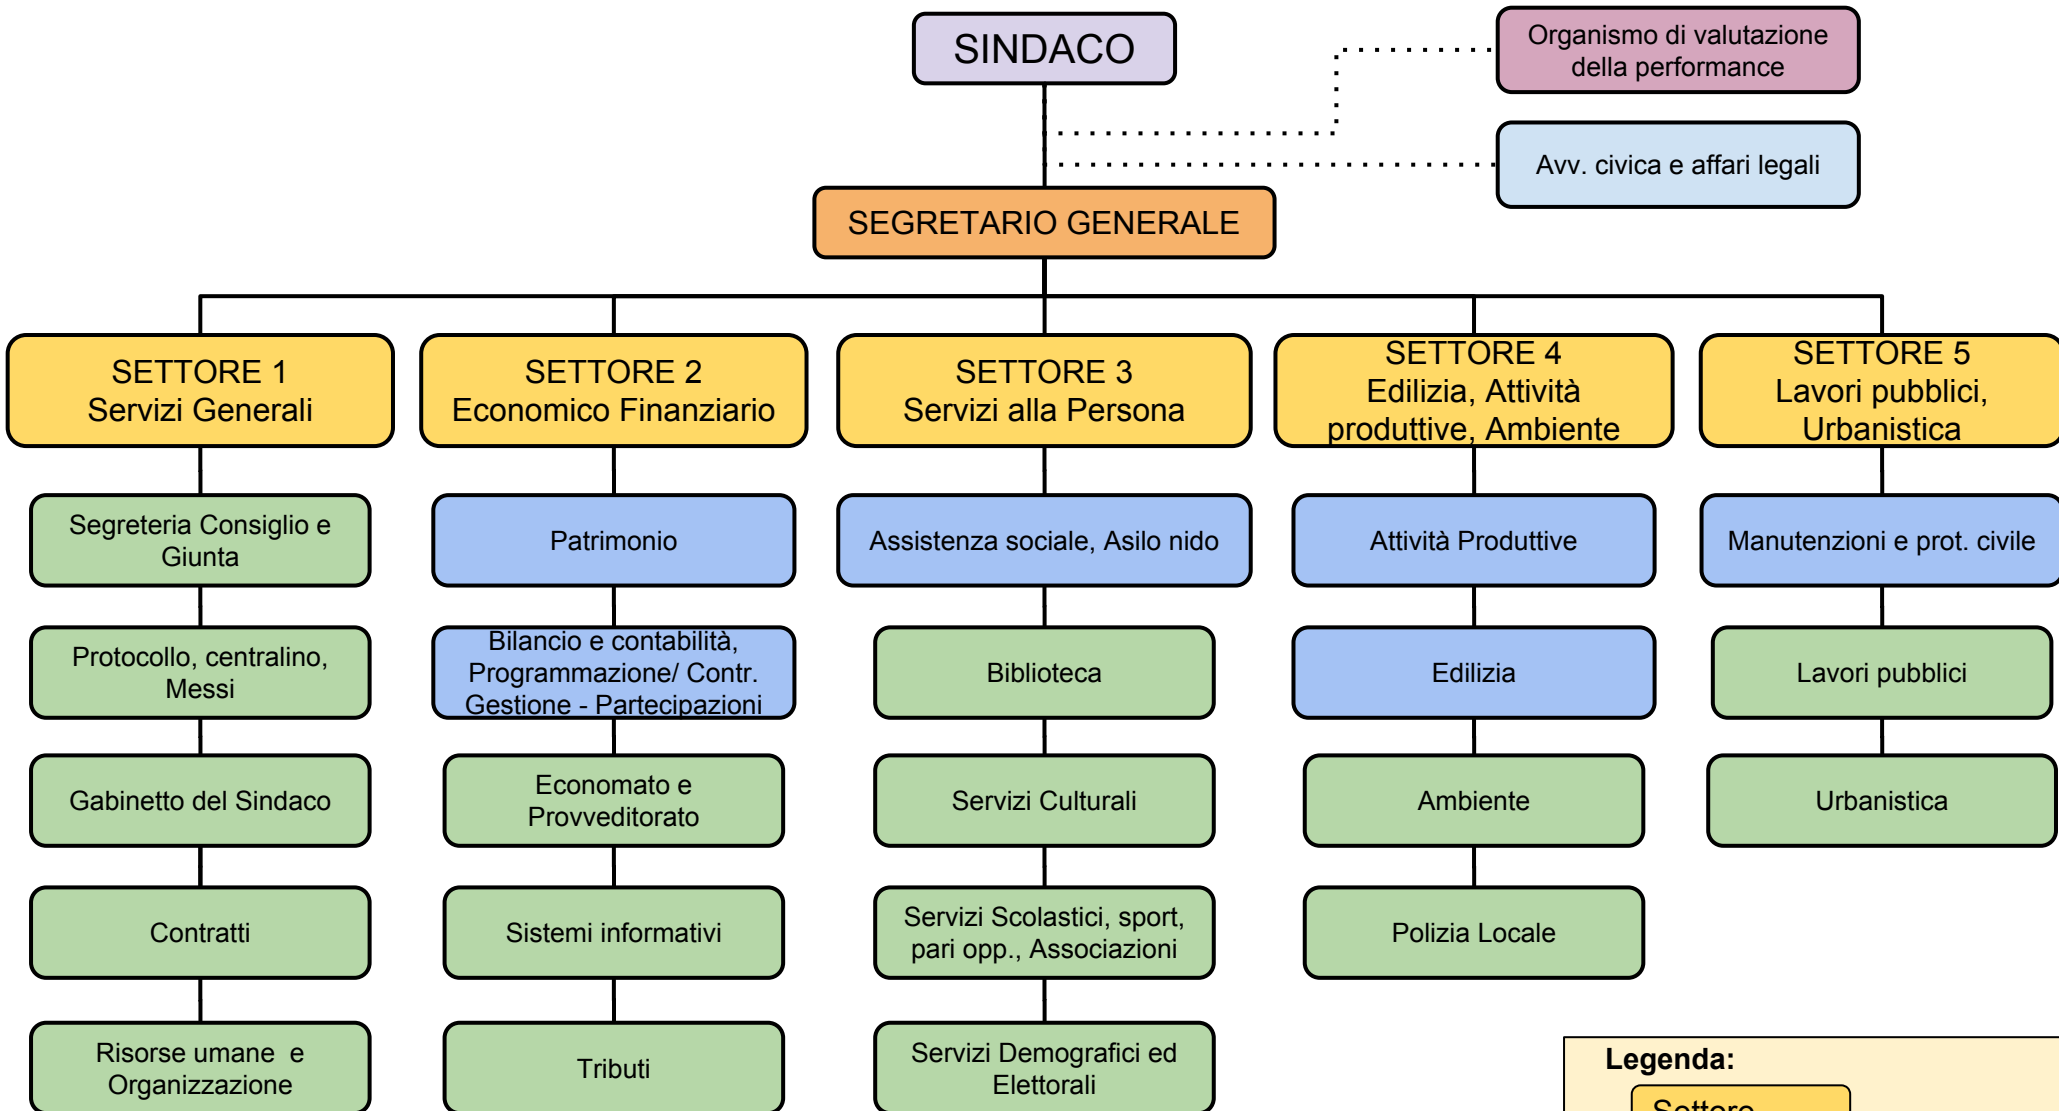 SINDACO
Organismo di valutazione
della performance
Avv. civica e affari legali
SEGRETARIO GENERALE
SETTORE 1
Servizi Generali
SETTORE 2
Economico Finanziario
SETTORE 3
Servizi alla Persona
SETTORE 4
Edilizia, Attività
produttive, Ambiente
SETTORE 5
Lavori pubblici,
Urbanistica
Segreteria Consiglio e
Giunta
Patrimonio
Assistenza sociale, Asilo nido
Attività Produttive
Manutenzioni e prot. civile
Protocollo, centralino,
Messi
Bilancio e contabilità,
Programmazione/ Contr.
Gestione - Partecipazioni
Biblioteca
Edilizia
Lavori pubblici
Gabinetto del Sindaco
Economato e
Provveditorato
Servizi Culturali
Ambiente
Urbanistica
Contratti
Sistemi informativi
Servizi Scolastici, sport,
pari opp., Associazioni
Polizia Locale
Risorse umane  e
Organizzazione
Tributi
Servizi Demografici ed
Elettorali
Legenda:
Settore